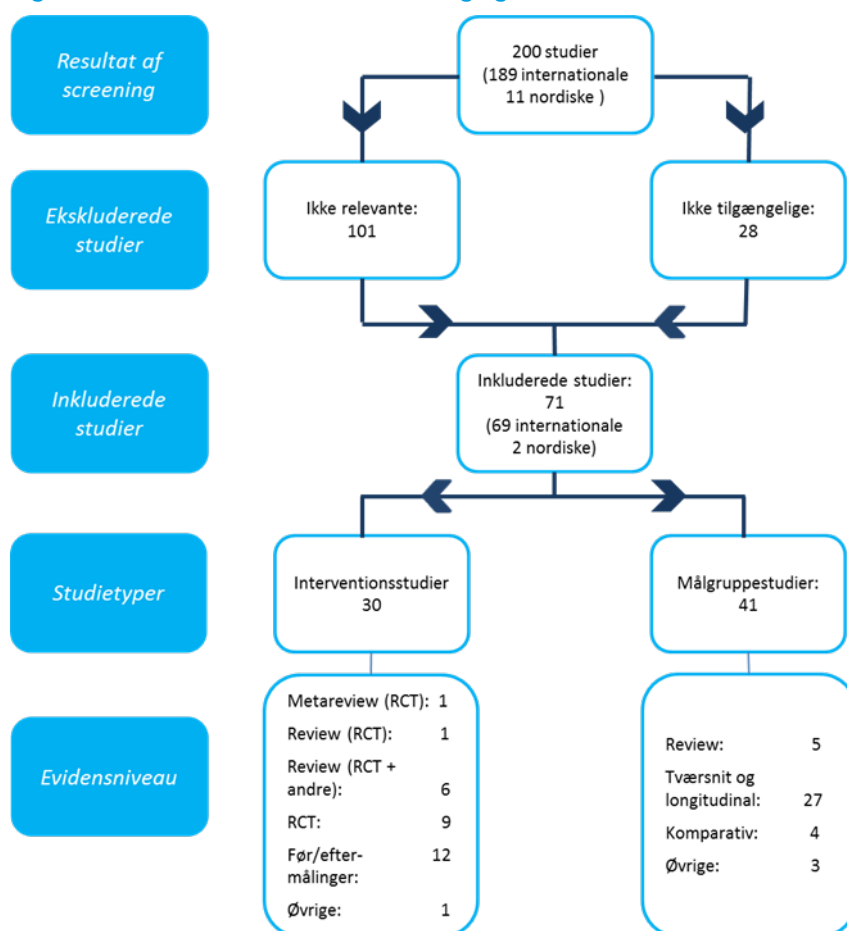 Resultat af
screening
200 studier
(189 internationale
11 nordiske )
Ekskluderede
studier
Ikke relevante:
101
Ikke tilgængelige:
28
Inkluderede
studier
Inkluderede studier:
71
(69 internationale
2 nordiske)
Studietyper
Interventionsstudier
30
Målgruppestudier:
41
Evidensniveau
Metareview (RCT): 1
Review (RCT): 1
Review (RCT +
andre): 6
RCT: 9
Før/efter- 12
målinger:
Øvrige: 1
Review: 5
Tværsnit og
longitudinal: 27
Komparativ: 4
Øvrige: 3